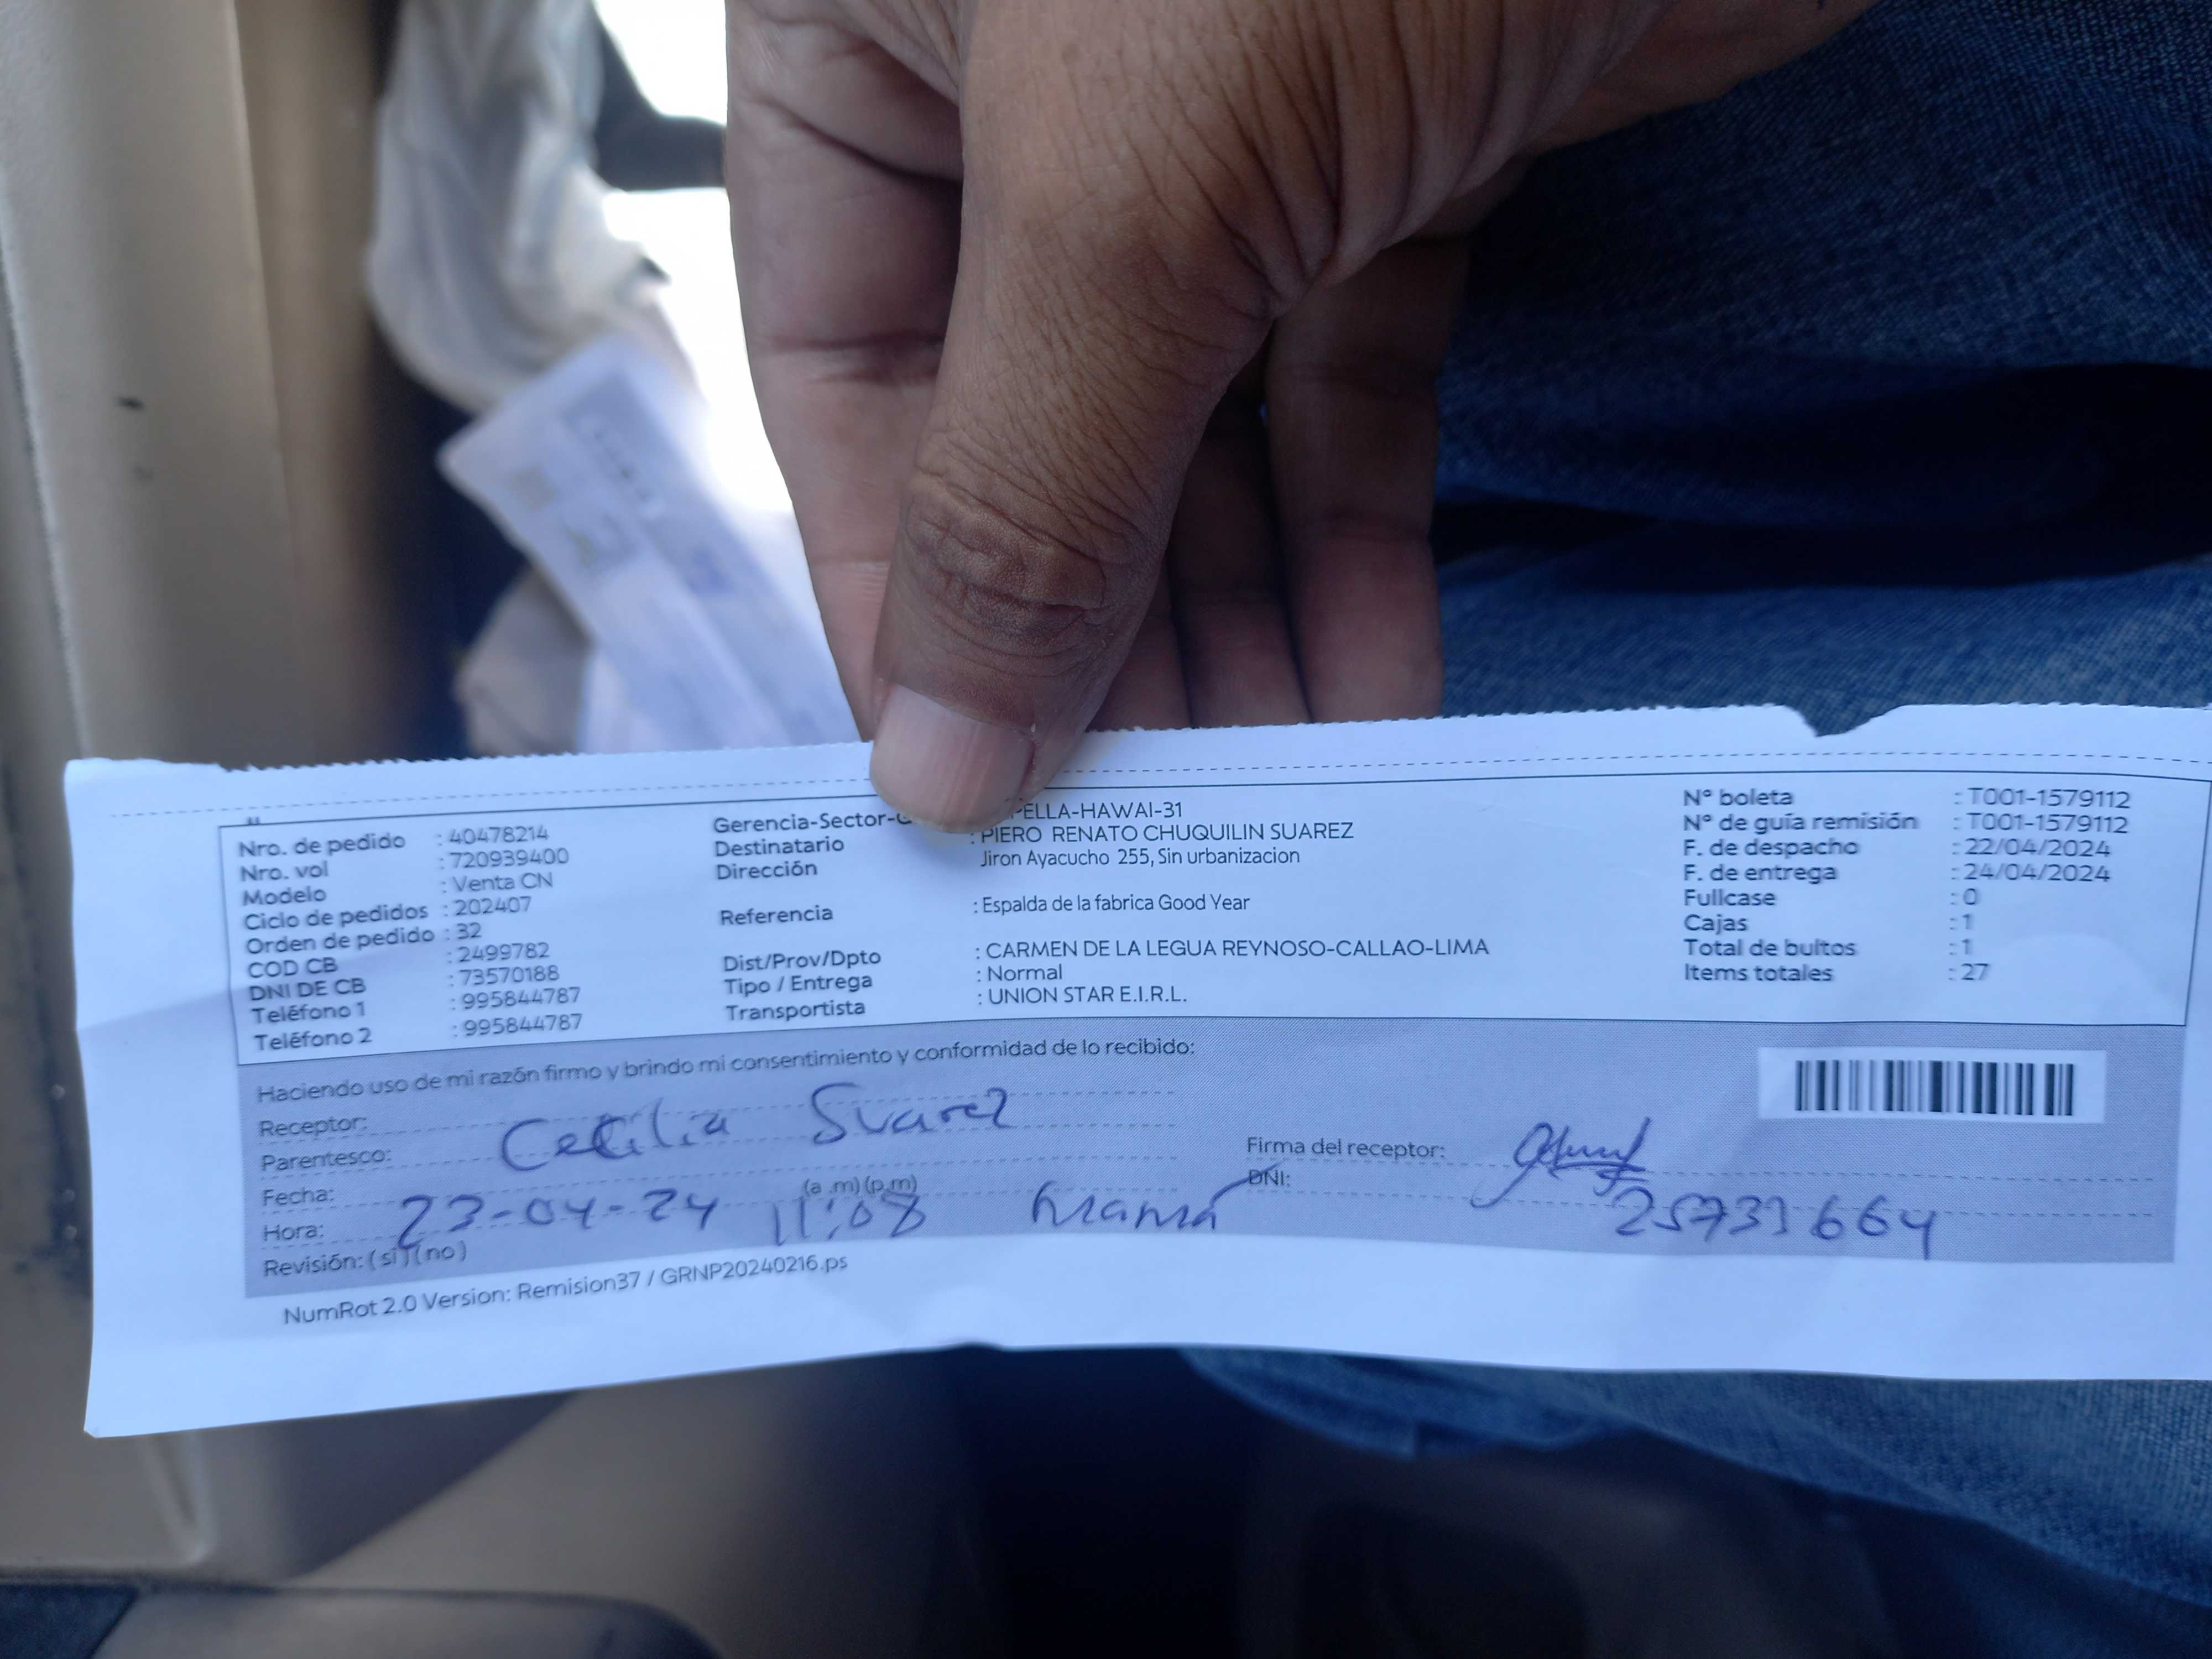 Nro. de pedido : 40478214
Nro. vol : 720939400
Modelo : Venta CN
Ciclo de pedidos : 202407
Orden de pedido : 32
COD CB : 2499782
DNI DE CB : 73570188
Teléfono 1 : 995844787
Teléfono 2 : 995844787
Gerencia-Sector- PELLA-HAWAI-31
Destinatario : PIERO RENATO CHUQUILIN SUAREZ
Dirección Jiron Ayacucho 255, Sin urbanizacion
Referencia : Espalda de la fabrica Good Year
Dist/Prov/Dpto : CARMEN DE LA LEGUA REYNOSO-CALLAO-LIMA
Tipo / Entrega : Normal
Transportista : UNION STAR E.I.R.L.
N° boleta : T001-1579112
N° de guía remisión : T001-1579112
F. de despacho : 22/04/2024
F. de entrega : 24/04/2024
Fullcase : 0
Cajas : 1
Total de bultos : 1
Items totales : 27
Haciendo uso de mi razón firmo y brindo mi consentimiento y conformidad de lo recibido:
Receptor: Cecilia Suarez
Parentesco:
Fecha: 23-04-24
(a .m) (p.m)
Hora: 11:08 mamá
Revisión: ( si ) ( no )
Firma del receptor:
DNI: 25733664
NumRot 2.0 Version: Remision37 / GRNP20240216.ps